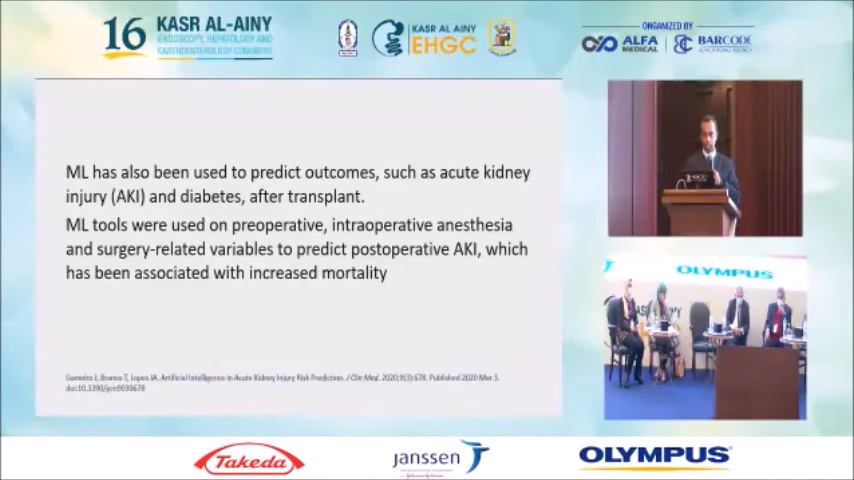 16 KASR AL-AINY
ENDOSCOPY, HEPATOLOGY AND
GASTROENTEROLOGY CONGRESS
KASR AL AINY
EHGC
ORGANIZED BY
ALFA
MEDICAL
BARCODE
ML has also been used to predict outcomes, such as acute kidney
injury (AKI) and diabetes, after transplant.
ML tools were used on preoperative, intraoperative anesthesia
and surgery-related variables to predict postoperative AKI, which
has been associated with increased mortality
Gameiro J, Branco T, Lopes JA. Artificial Intelligence in Acute Kidney Injury Risk Prediction. J Clin Med. 2020;9(3):678. Published 2020 Mar 3.
doi:10.3390/jcm9030678
OLYMPUS
Takeda
janssen
OLYMPUS